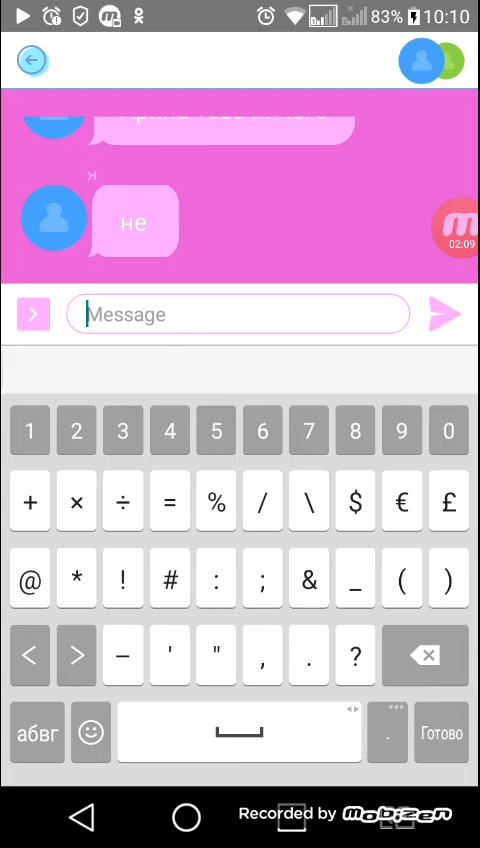 83% 10:10
я
не
02:09
Message
1 2 3 4 5 6 7 8 9 0
+ × ÷ = % / \ $ € £
@ * ! # : ; & _ ( )
< > – ' " , . ?
абвг . Готово
Recorded by Mobizen